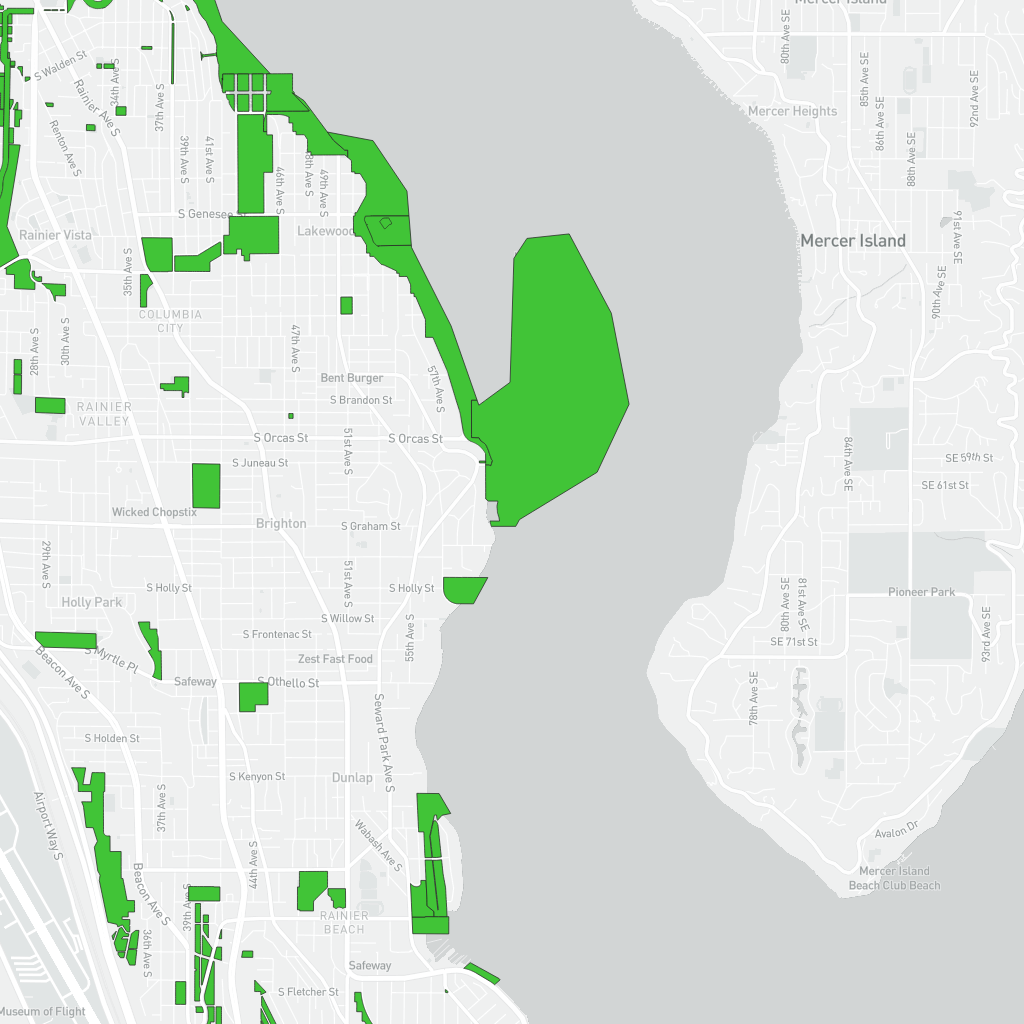 Mercer Island
S Walden St
34th Ave S
Rainier Ave S
37th Ave S
Renton Ave S
39th Ave S
41st Ave S
46th Ave S
49th Ave S
80th Ave SE
85th Ave SE
86th Ave SE
88th Ave SE
92nd Ave SE
Mercer Heights
S Genesee St
Lakewood
Rainier Vista
35th Ave S
91st Ave SE
Mercer Island
90th Ave SE
COLUMBIA
CITY
28th Ave S
30th Ave S
47th Ave S
Bent Burger
57th Ave S
S Brandon St
RAINIER
VALLEY
S Orcas St
S Orcas St
51st Ave S
S Juneau St
84th Ave SE
SE 59th St
SE 61st St
Wicked Chopstix
Brighton
S Graham St
29th Ave S
51st Ave S
S Holly St
S Holly St
Holly Park
S Willow St
S Frontenac St
55th Ave S
80th Ave SE
81st Ave SE
Pioneer Park
SE 71st St
93rd Ave SE
Zest Fast Food
S Myrtle Pl
Beacon Ave S
Safeway
S Othello St
78th Ave SE
Seward Park Ave S
S Holden St
S Kenyon St
Dunlap
Airport Way S
37th Ave S
Wabash Ave S
Avalon Dr
44th Ave S
Beacon Ave S
Mercer Island
Beach Club Beach
39th Ave S
RAINIER
BEACH
36th Ave S
Safeway
S Fletcher St
Museum of Flight